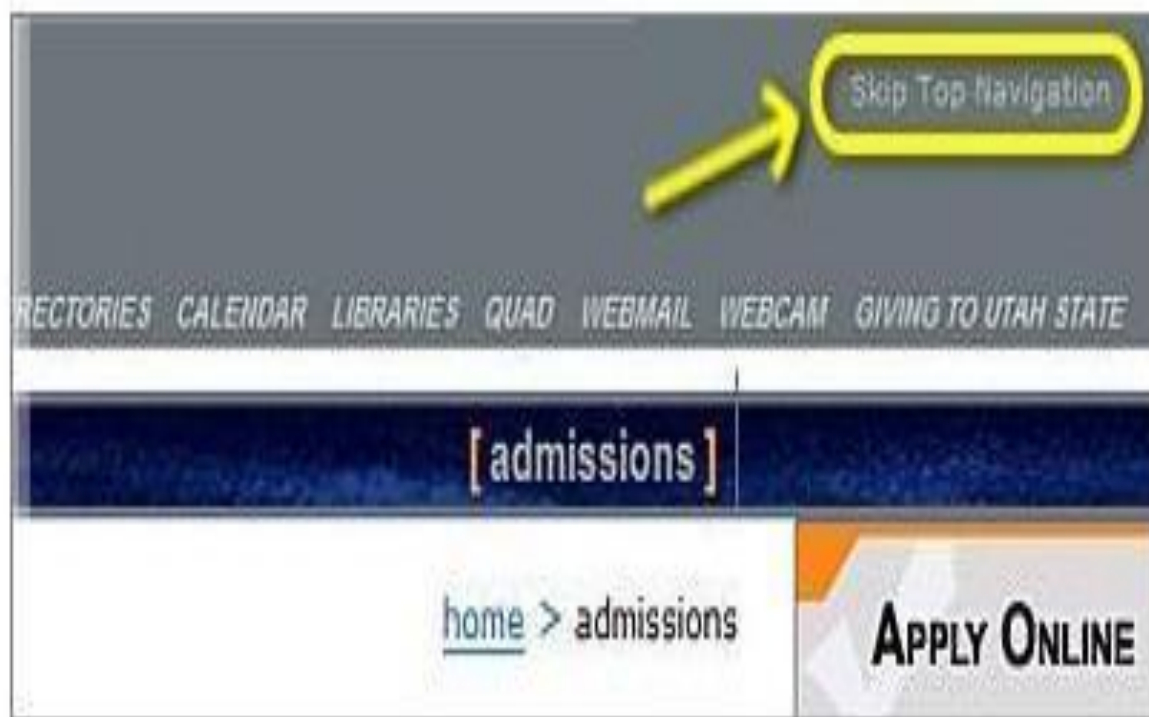 Skip Top Navigation
RECTORIES CALENDAR LIBRARIES QUAD WEBMAIL WEBCAM GIVING TO UTAH STATE
[admissions]
home > admissions
APPLY ONLINE